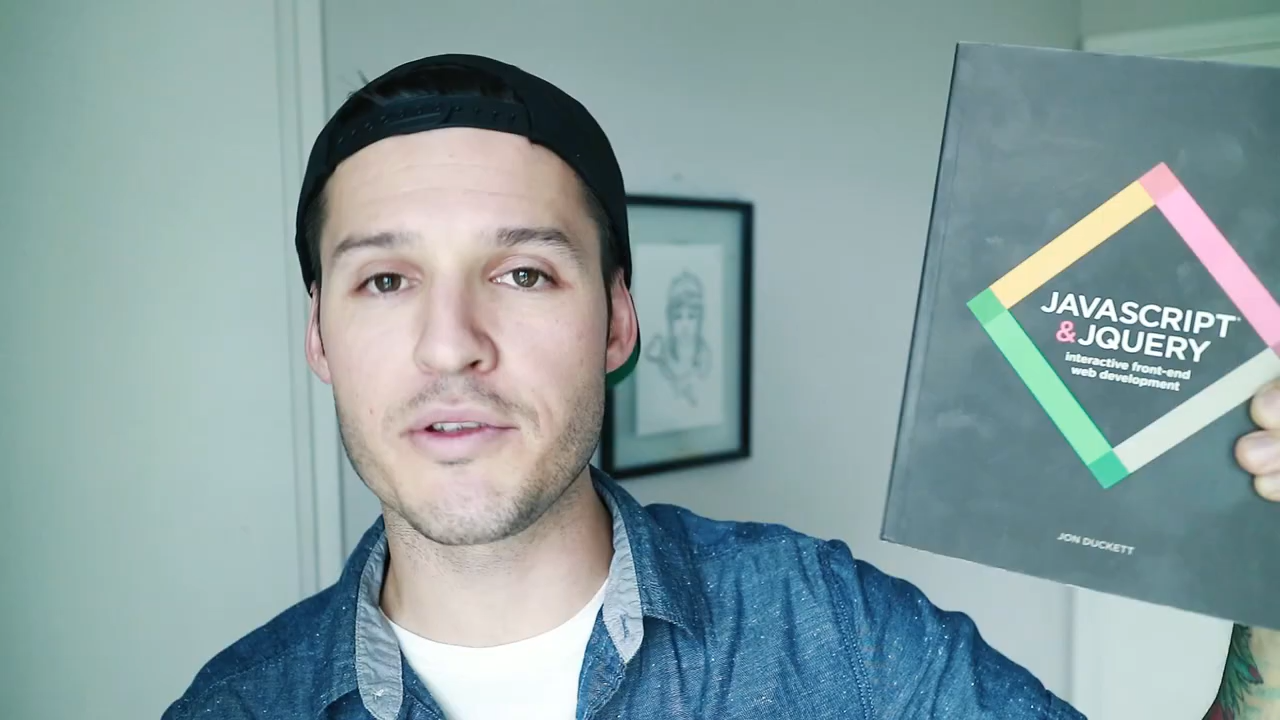 JAVASCRIPT
& JQUERY
interactive front-end
web development
JON DUCKETT